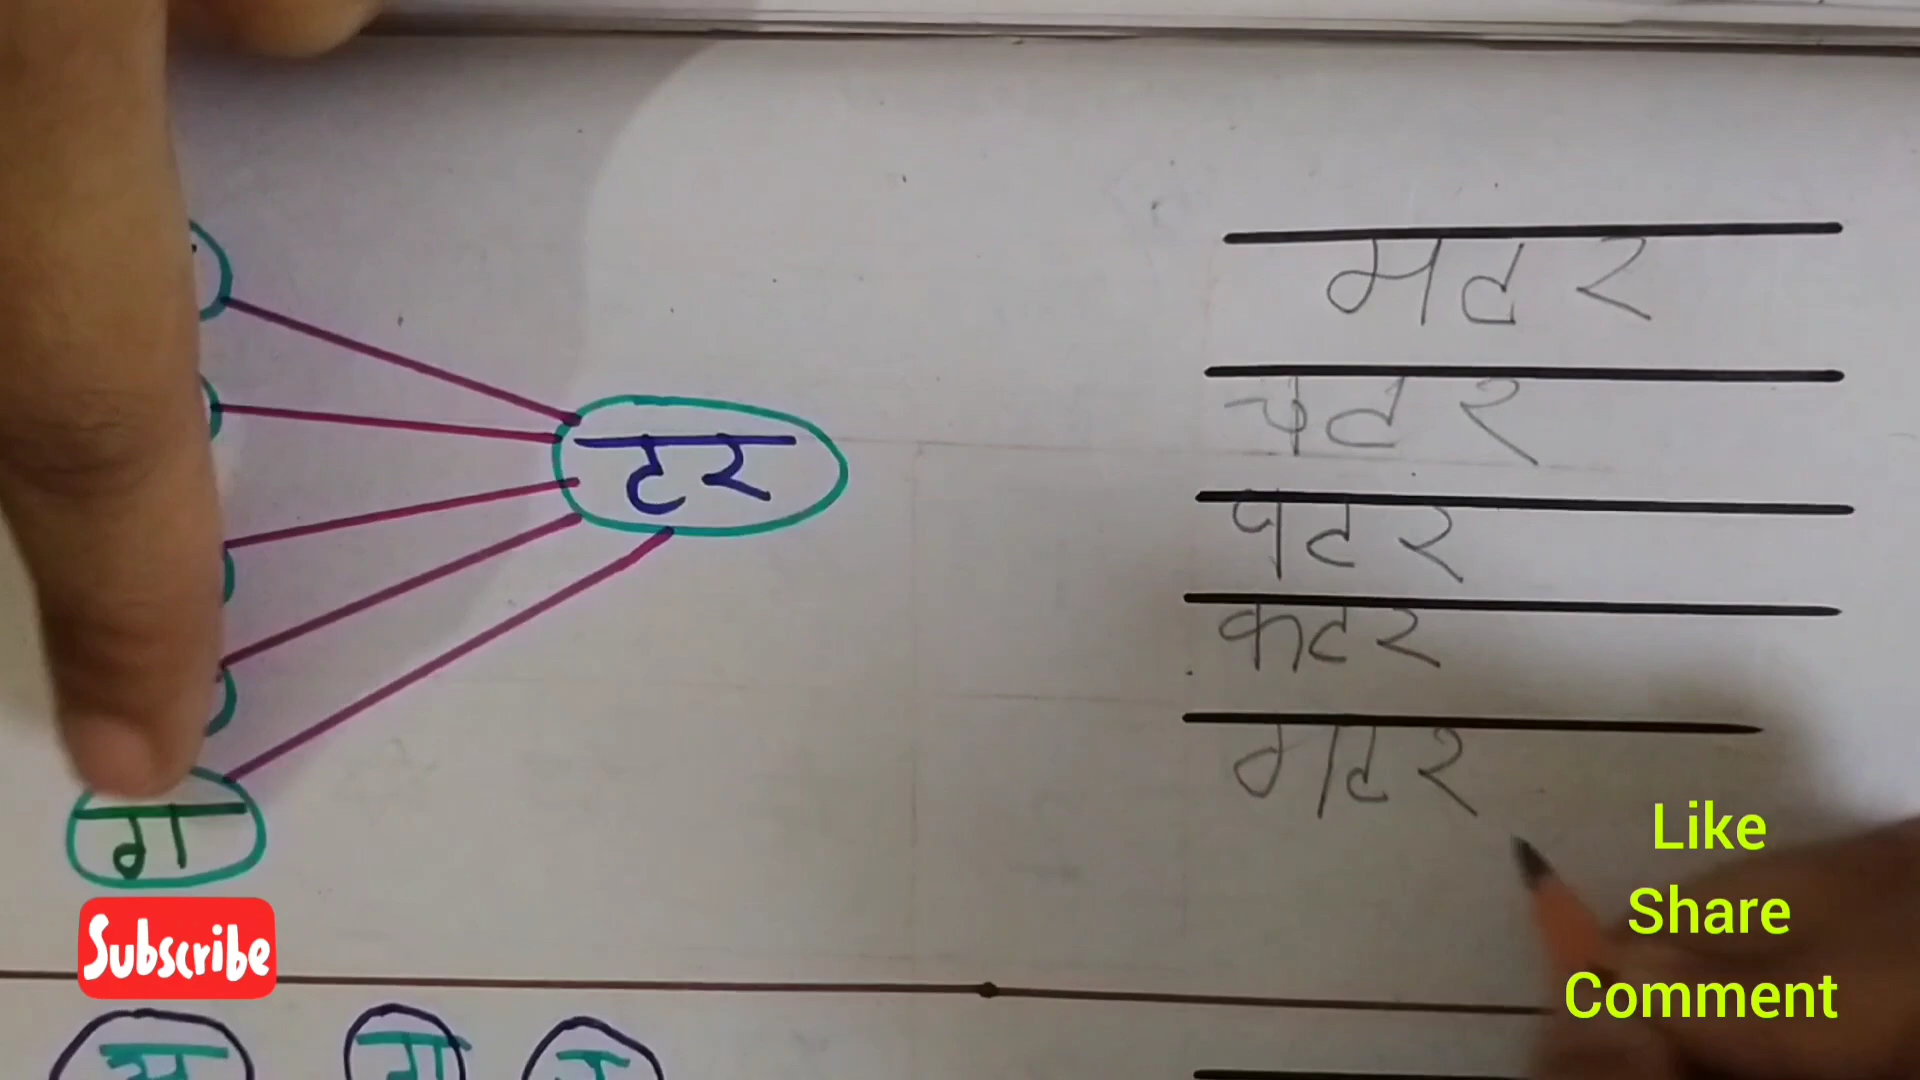 टर
मटर
चटर
पटर
कटर
गटर
ग
Subscribe
Like
Share
Comment
ग